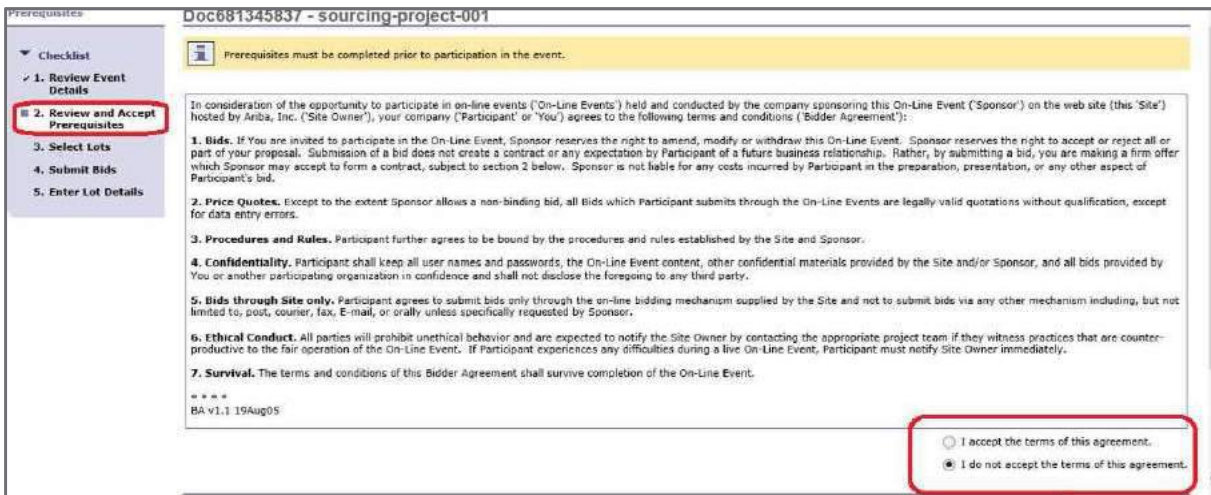 Prerequisites
Doc681345837 - sourcing-project-001
▼ Checklist
✓ 1. Review Event
Details
2. Review and Accept
Prerequisites
3. Select Lots
4. Submit Bids
5. Enter Lot Details
Prerequisites must be completed prior to participation in the event.
In consideration of the opportunity to participate in on-line events ('On-Line Events') held and conducted by the company sponsoring this On-Line Event ('Sponsor') on the web site (this 'Site')
hosted by Ariba, Inc. ('Site Owner'), your company ('Participant' or 'You') agrees to the following terms and conditions ('Bidder Agreement'):
1. Bids. If You are invited to participate in the On-Line Event, Sponsor reserves the right to amend, modify or withdraw this On-Line Event. Sponsor reserves the right to accept or reject all or
part of your proposal. Submission of a bid does not create a contract or any expectation by Participant of a future business relationship. Rather, by submitting a bid, you are making a firm offer
which Sponsor may accept to form a contract, subject to section 2 below. Sponsor is not liable for any costs incurred by Participant in the preparation, presentation, or any other aspect of
Participant's bid.
2. Price Quotes. Except to the extent Sponsor allows a non-binding bid, all Bids which Participant submits through the On-Line Events are legally valid quotations without qualification, except
for data entry errors.
3. Procedures and Rules. Participant further agrees to be bound by the procedures and rules established by the Site and Sponsor.
4. Confidentiality. Participant shall keep all user names and passwords, the On-Line Event content, other confidential materials provided by the Site and/or Sponsor, and all bids provided by
You or another participating organization in confidence and shall not disclose the foregoing to any third party.
5. Bids through Site only. Participant agrees to submit bids only through the on-line bidding mechanism supplied by the Site and not to submit bids via any other mechanism including, but not
limited to, post, courier, fax, E-mail, or orally unless specifically requested by Sponsor.
6. Ethical Conduct. All parties will prohibit unethical behavior and are expected to notify the Site Owner by contacting the appropriate project team if they witness practices that are counter-
productive to the fair operation of the On-Line Event. If Participant experiences any difficulties during a live On-Line Event, Participant must notify Site Owner immediately.
7. Survival. The terms and conditions of this Bidder Agreement shall survive completion of the On-Line Event.
* * * *
BA v1.1 19Aug05
I accept the terms of this agreement.
I do not accept the terms of this agreement.